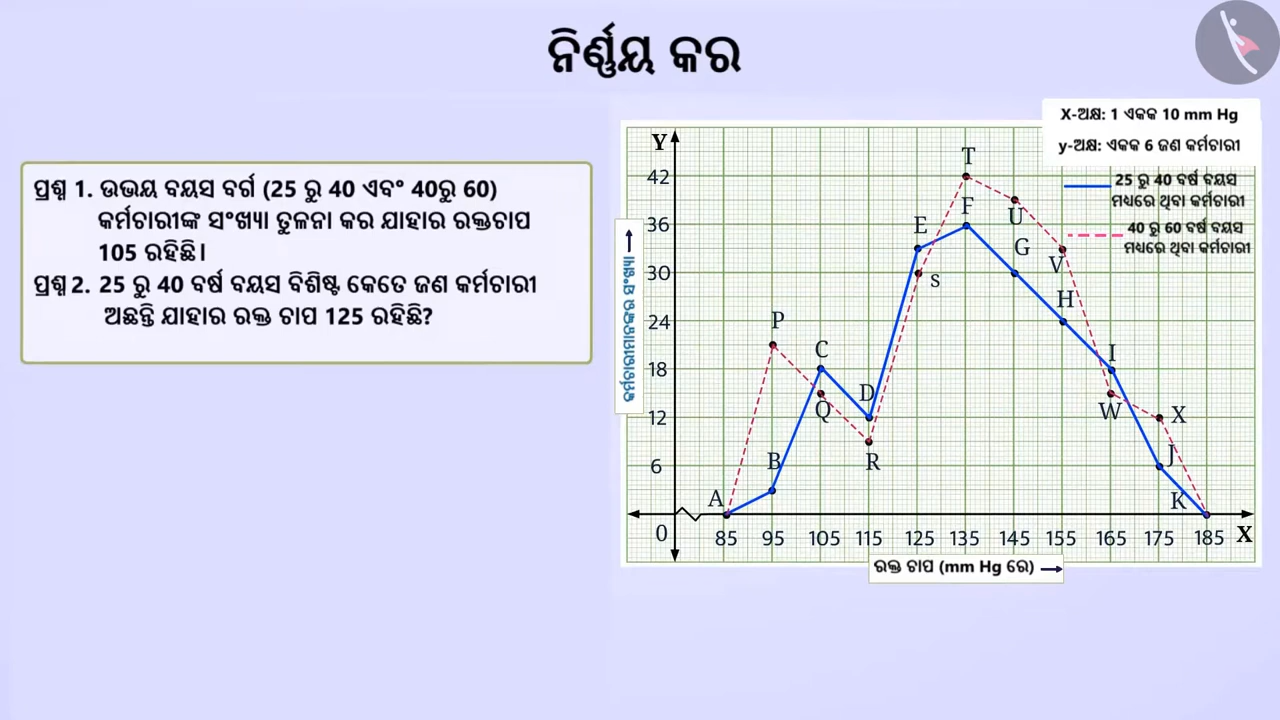 ନିର୍ଣ୍ଣୟ କର
ପ୍ରଶ୍ନ 1. ଉଭୟ ବୟସ ବର୍ଗ (25 ରୁ 40 ଏବଂ 40ରୁ 60)
କର୍ମଚାରୀଙ୍କ ସଂଖ୍ୟା ତୁଳନା କର ଯାହାର ରକ୍ତଚାପ
105 ରହିଛି।
ପ୍ରଶ୍ନ 2. 25 ରୁ 40 ବର୍ଷ ବୟସ ବିଶିଷ୍ଟ କେତେ ଜଣ କର୍ମଚାରୀ
ଅଛନ୍ତି ଯାହାର ରକ୍ତ ଚାପ 125 ରହିଛି?
X-ଅକ୍ଷ: 1 ଏକକ 10 mm Hg
y-ଅକ୍ଷ: ଏକକ 6 ଜଣ କର୍ମଚାରୀ
25 ରୁ 40 ବର୍ଷ ବୟସ
ମଧ୍ୟରେ ଥିବା କର୍ମଚାରୀ
40 ରୁ 60 ବର୍ଷ ବୟସ
ମଧ୍ୟରେ ଥିବା କର୍ମଚାରୀ
Y
42
36
30
24
18
12
6
0
କର୍ମଚାରୀମାନଙ୍କର ସଂଖ୍ୟା
A
B
P
C
Q
D
R
E
s
T
F
U
G
V
H
I
W
X
J
K
85 95 105 115 125 135 145 155 165 175 185 X
ରକ୍ତ ଚାପ (mm Hg ରେ)